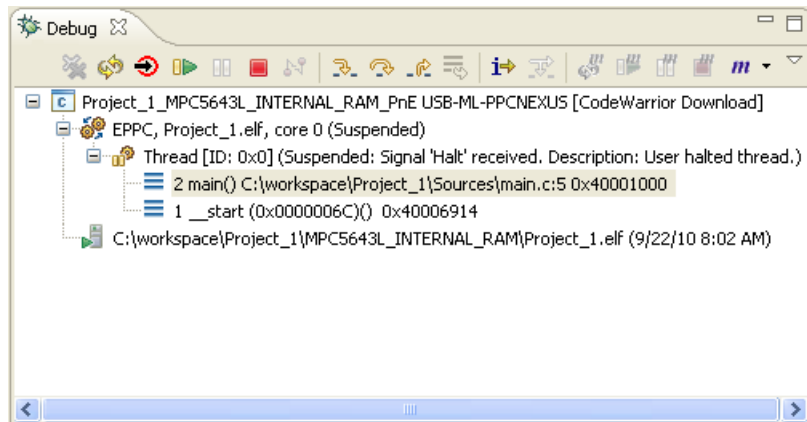 Debug
i
m
C Project_1_MPC5643L_INTERNAL_RAM_PnE USB-ML-PPCNEXUS [CodeWarrior Download]
EPPC, Project_1.elf, core 0 (Suspended)
Thread [ID: 0x0] (Suspended: Signal 'Halt' received. Description: User halted thread.)
2 main() C:\workspace\Project_1\Sources\main.c:5 0x40001000
1 __start (0x0000006C)() 0x40006914
C:\workspace\Project_1\MPC5643L_INTERNAL_RAM\Project_1.elf (9/22/10 8:02 AM)